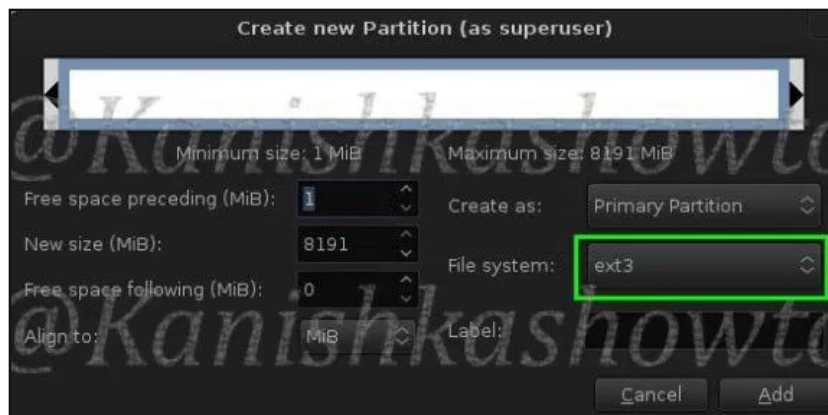 Create new Partition (as superuser)
Minimum size: 1 MiB Maximum size: 8191 MiB
Free space preceding (MiB): 1 Create as: Primary Partition
New size (MiB): 8191 File system: ext3
Free space following (MiB): 0
Align to: MiB Label:
Cancel Add
@Kanishkashowto
@Kanishkashowto